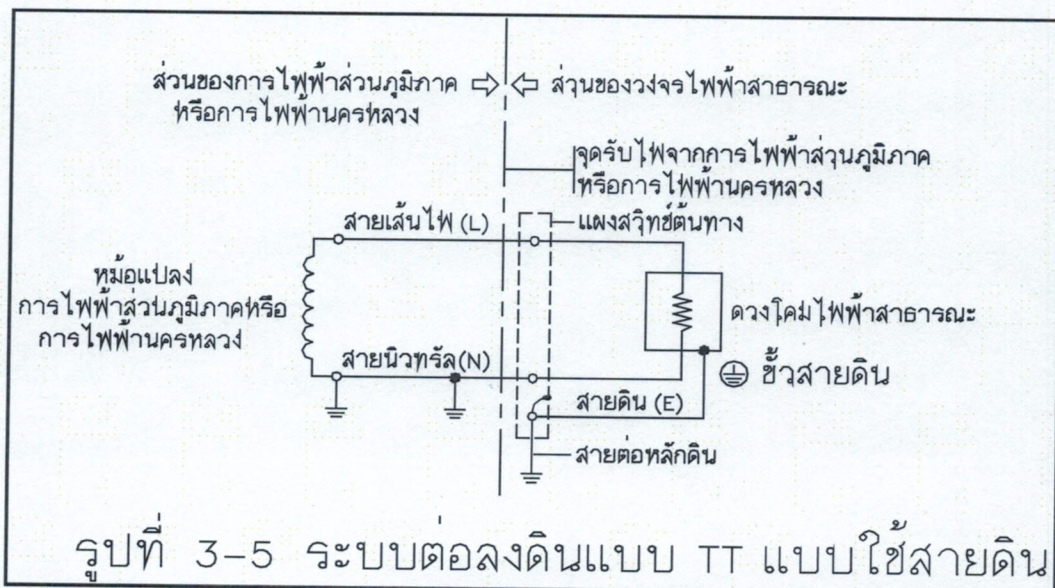 ส่วนของการไฟฟ้าส่วนภูมิภาค
หรือการไฟฟ้านครหลวง
ส่วนของวงจรไฟฟ้าสาธารณะ
จุดรับไฟจากการไฟฟ้าส่วนภูมิภาค
หรือการไฟฟ้านครหลวง
สายเส้นไฟ (L)
แผงสวิทช์ต้นทาง
หม้อแปลง
การไฟฟ้าส่วนภูมิภาคหรือ
การไฟฟ้านครหลวง
ดวงโคมไฟฟ้าสาธารณะ
สายนิวทรัล(N)
ขั้วสายดิน
สายดิน (E)
สายต่อหลักดิน
รูปที่ 3-5 ระบบต่อลงดินแบบ TT แบบใช้สายดิน